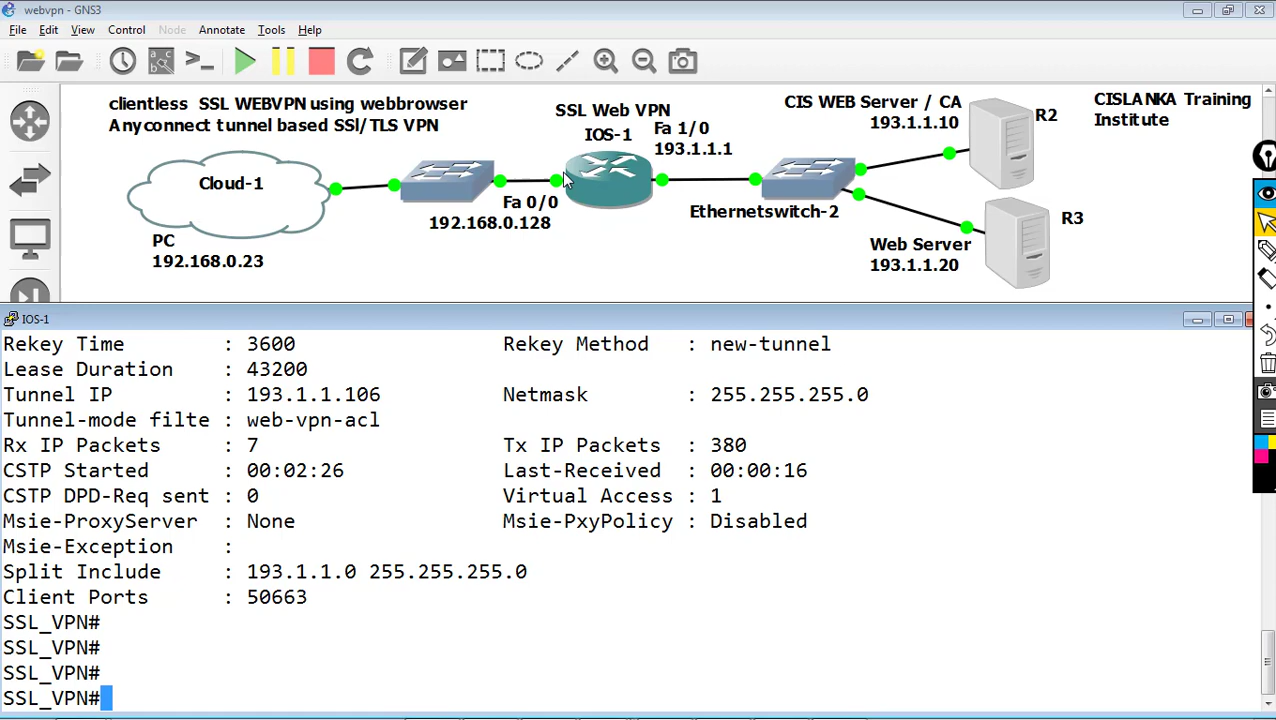 webvpn - GNS3
File Edit View Control Node Annotate Tools Help
clientless SSL WEBVPN using webbrowser
Anyconnect tunnel based SSl/TLS VPN
SSL Web VPN
IOS-1
Fa 1/0
193.1.1.1
CIS WEB Server / CA
193.1.1.10
R2
CISLANKA Training
Institute
Cloud-1
Fa 0/0
192.168.0.128
Ethernetswitch-2
R3
PC
192.168.0.23
Web Server
193.1.1.20
IOS-1
Rekey Time : 3600 Rekey Method : new-tunnel
Lease Duration : 43200
Tunnel IP : 193.1.1.106 Netmask : 255.255.255.0
Tunnel-mode filte : web-vpn-acl
Rx IP Packets : 7 Tx IP Packets : 380
CSTP Started : 00:02:26 Last-Received : 00:00:16
CSTP DPD-Req sent : 0 Virtual Access : 1
Msie-ProxyServer : None Msie-PxyPolicy : Disabled
Msie-Exception :
Split Include : 193.1.1.0 255.255.255.0
Client Ports : 50663
SSL_VPN#
SSL_VPN#
SSL_VPN#
SSL_VPN#